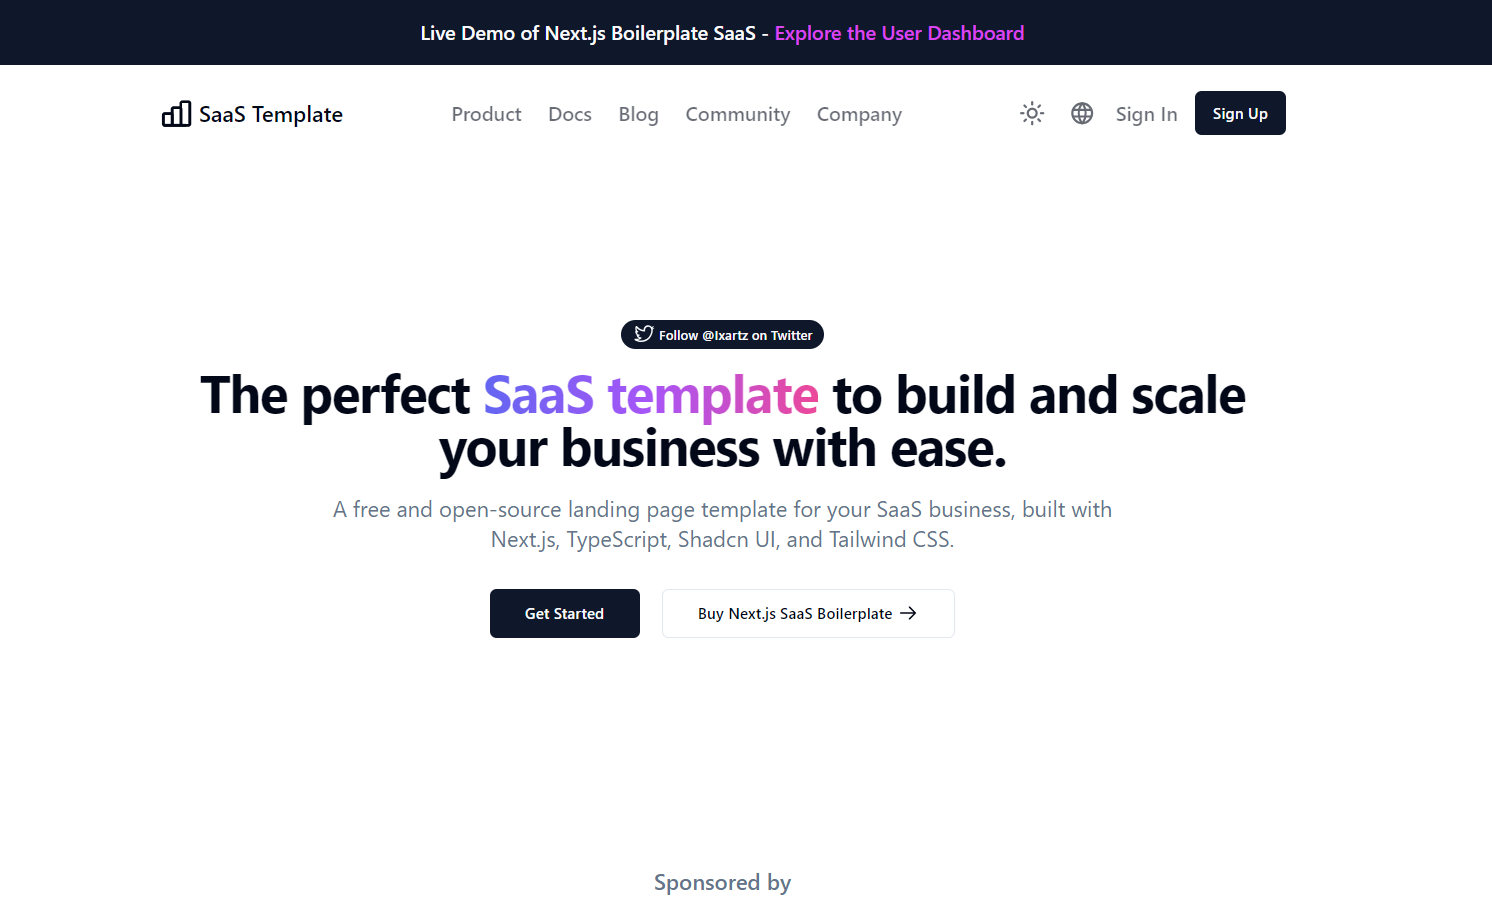 Live Demo of Next.js Boilerplate SaaS - Explore the User Dashboard
SaaS Template
Product Docs Blog Community Company
Sign In
Sign Up
Follow @Ixartz on Twitter
The perfect SaaS template to build and scale
your business with ease.
A free and open-source landing page template for your SaaS business, built with
Next.js, TypeScript, Shadcn UI, and Tailwind CSS.
Get Started
Buy Next.js SaaS Boilerplate
Sponsored by